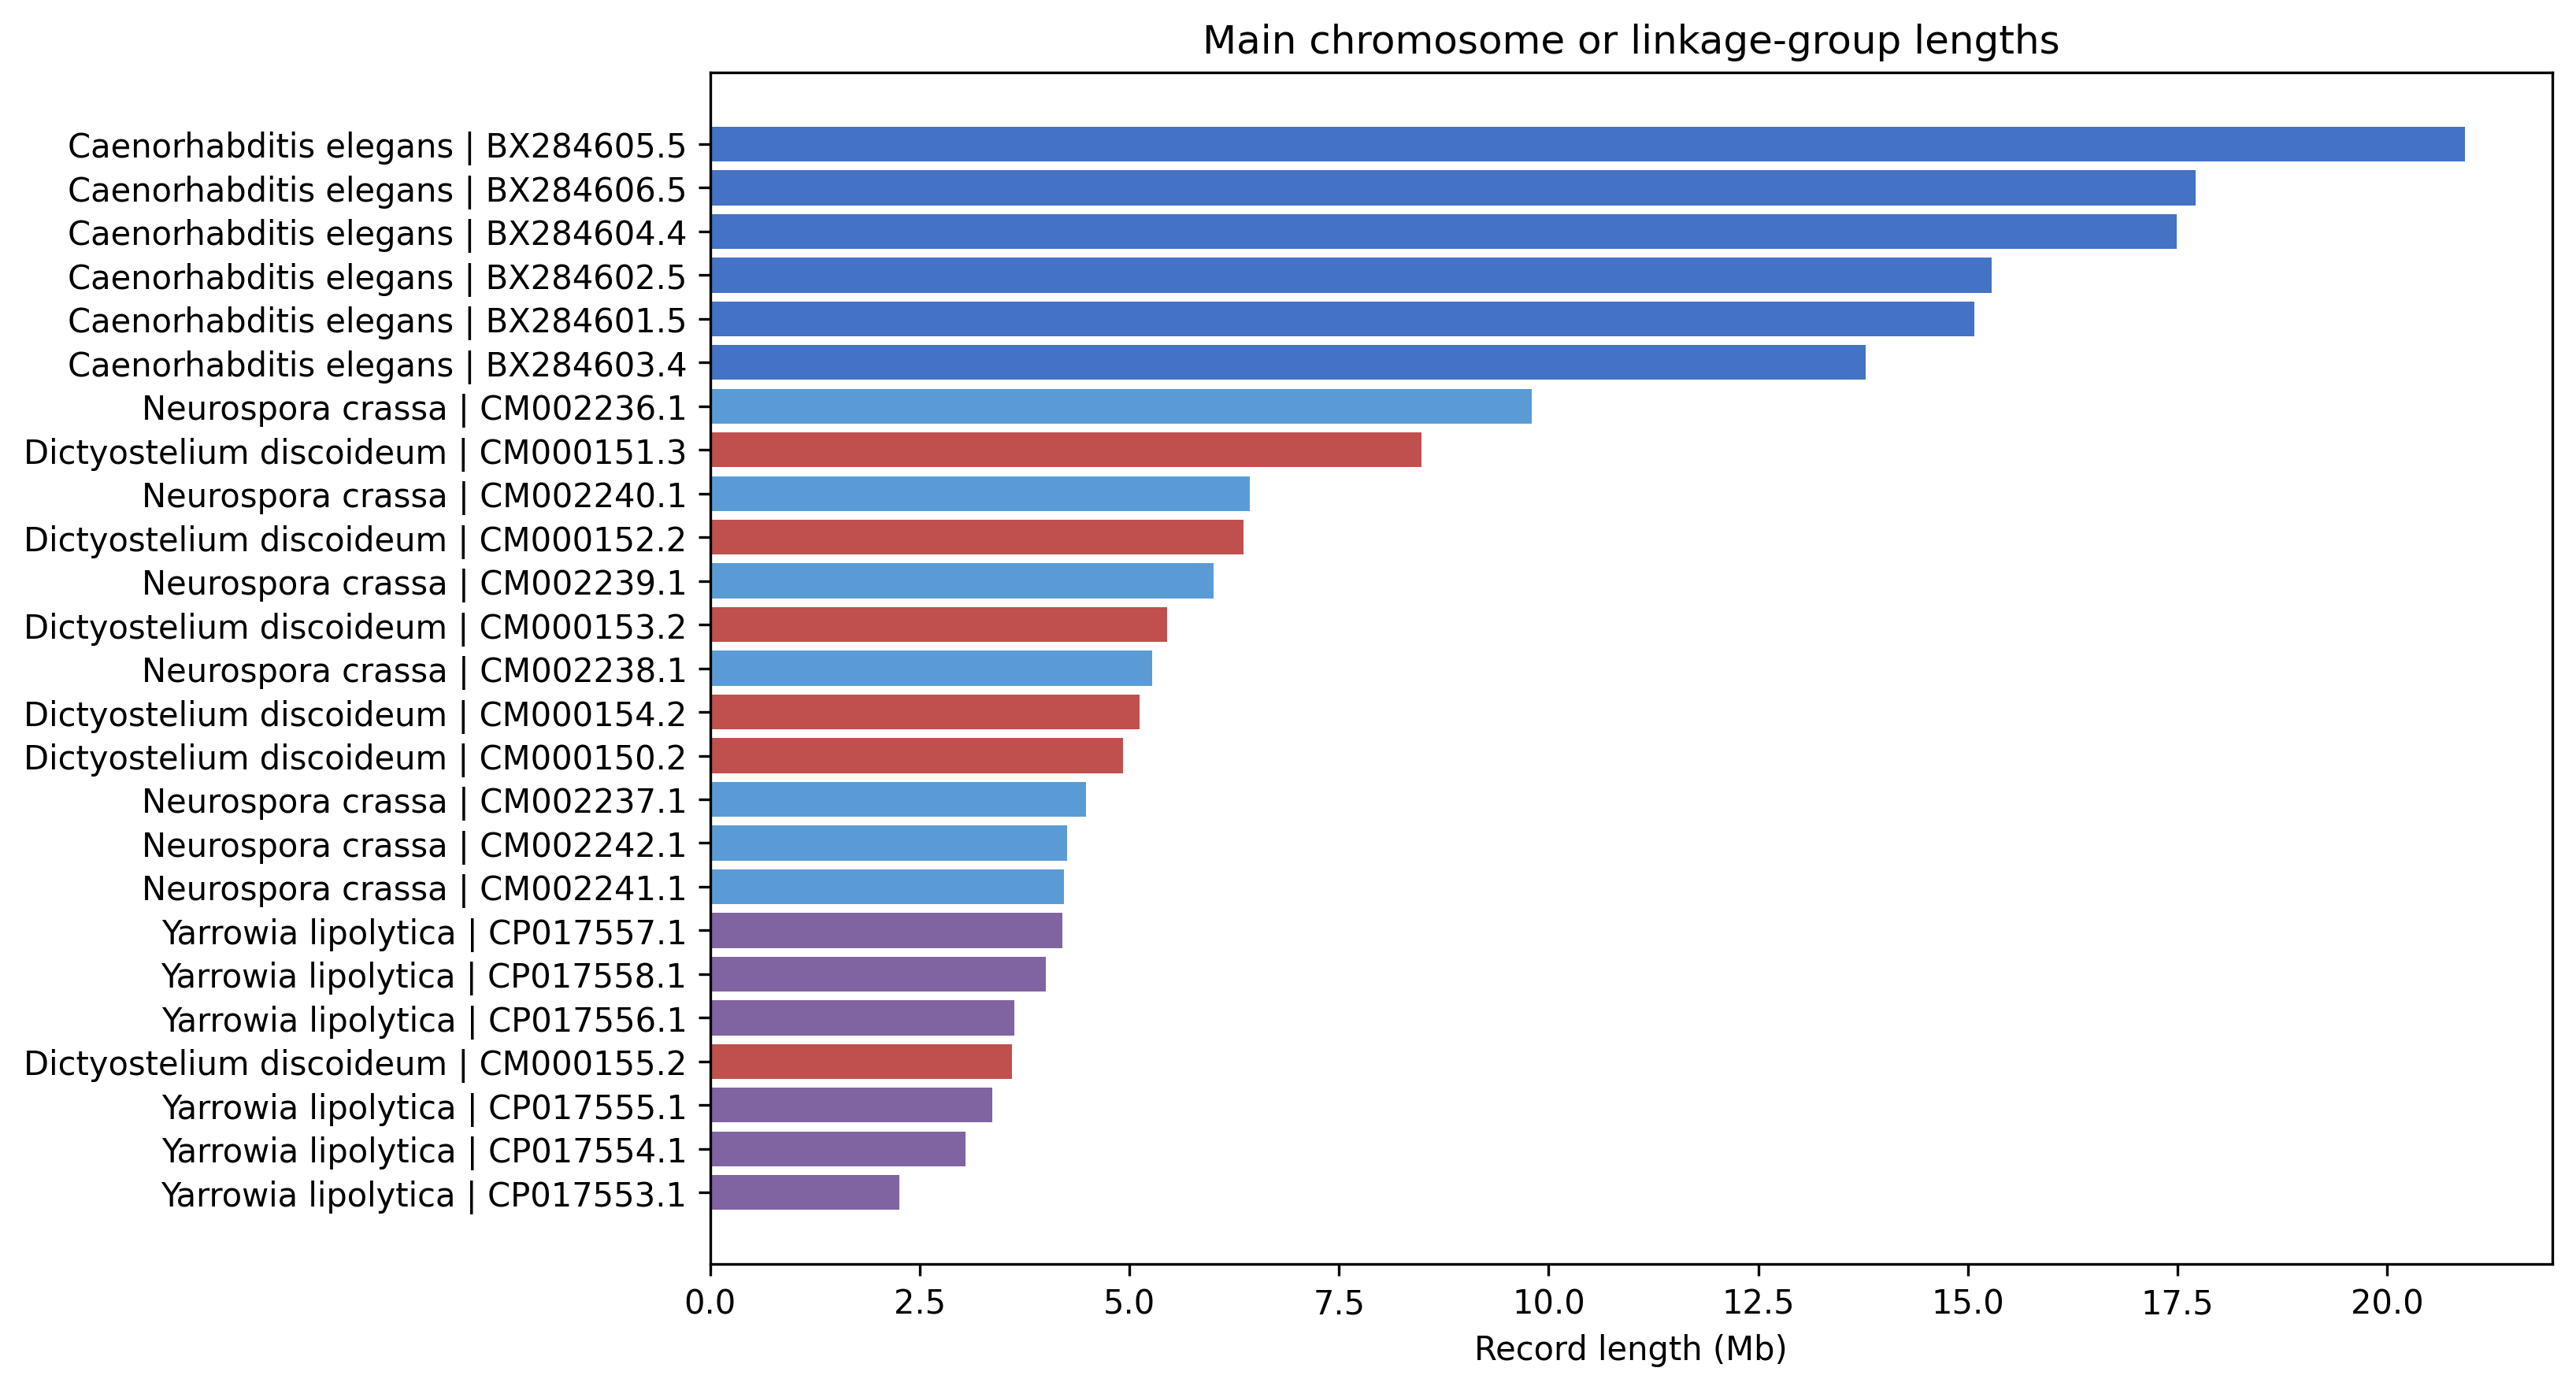 Main chromosome or linkage-group lengths
Caenorhabditis elegans | BX284605.5
Caenorhabditis elegans | BX284606.5
Caenorhabditis elegans | BX284604.4
Caenorhabditis elegans | BX284602.5
Caenorhabditis elegans | BX284601.5
Caenorhabditis elegans | BX284603.4
Neurospora crassa | CM002236.1
Dictyostelium discoideum | CM000151.3
Neurospora crassa | CM002240.1
Dictyostelium discoideum | CM000152.2
Neurospora crassa | CM002239.1
Dictyostelium discoideum | CM000153.2
Neurospora crassa | CM002238.1
Dictyostelium discoideum | CM000154.2
Dictyostelium discoideum | CM000150.2
Neurospora crassa | CM002237.1
Neurospora crassa | CM002242.1
Neurospora crassa | CM002241.1
Yarrowia lipolytica | CP017557.1
Yarrowia lipolytica | CP017558.1
Yarrowia lipolytica | CP017556.1
Dictyostelium discoideum | CM000155.2
Yarrowia lipolytica | CP017555.1
Yarrowia lipolytica | CP017554.1
Yarrowia lipolytica | CP017553.1
0.0 2.5 5.0 7.5 10.0 12.5 15.0 17.5 20.0
Record length (Mb)